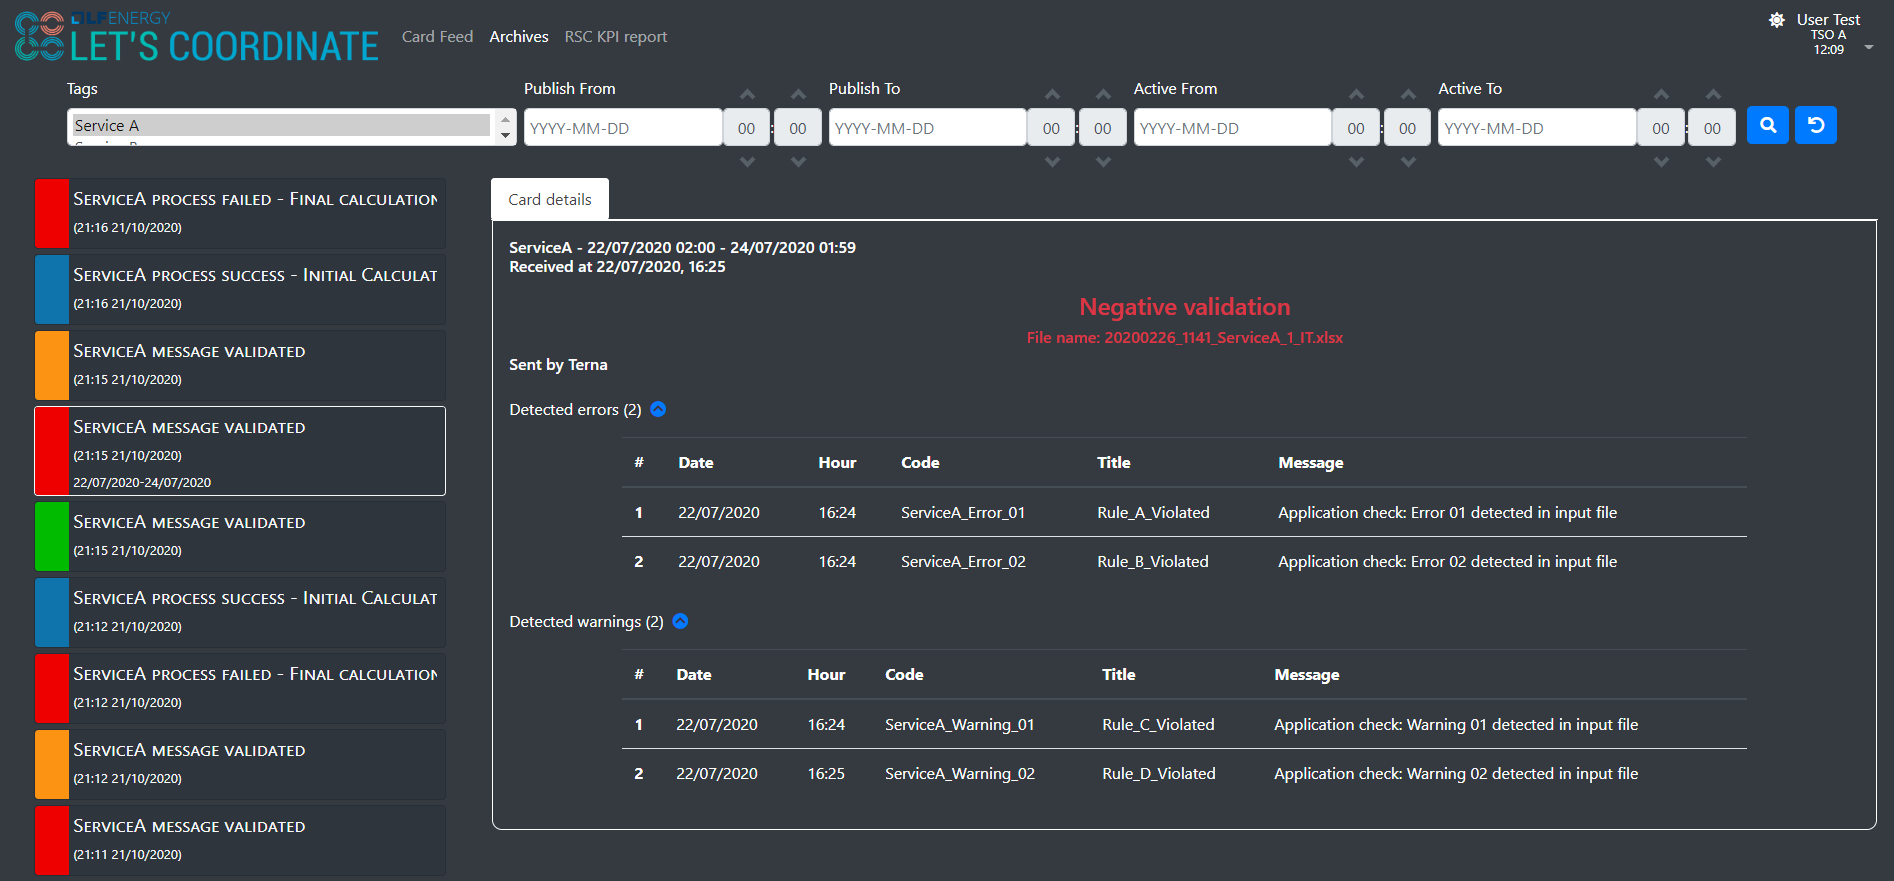 LFENERGY
LET'S COORDINATE
Card Feed Archives RSC KPI report
User Test
TSO A
12:09
Tags Publish From Publish To Active From Active To
Service A
YYYY-MM-DD 00 : 00 YYYY-MM-DD 00 : 00 YYYY-MM-DD 00 : 00 YYYY-MM-DD 00 : 00
ServiceA process failed - Final calculation
(21:16 21/10/2020)
ServiceA process success - Initial Calculat
(21:16 21/10/2020)
ServiceA message validated
(21:15 21/10/2020)
ServiceA message validated
(21:15 21/10/2020)
22/07/2020-24/07/2020
ServiceA message validated
(21:15 21/10/2020)
ServiceA process success - Initial Calculat
(21:12 21/10/2020)
ServiceA process failed - Final calculation
(21:12 21/10/2020)
ServiceA message validated
(21:12 21/10/2020)
ServiceA message validated
(21:11 21/10/2020)
Card details
ServiceA - 22/07/2020 02:00 - 24/07/2020 01:59
Received at 22/07/2020, 16:25
Negative validation
File name: 20200226_1141_ServiceA_1_IT.xlsx
Sent by Terna
Detected errors (2)
# Date Hour Code Title Message
1 22/07/2020 16:24 ServiceA_Error_01 Rule_A_Violated Application check: Error 01 detected in input file
2 22/07/2020 16:24 ServiceA_Error_02 Rule_B_Violated Application check: Error 02 detected in input file
Detected warnings (2)
# Date Hour Code Title Message
1 22/07/2020 16:24 ServiceA_Warning_01 Rule_C_Violated Application check: Warning 01 detected in input file
2 22/07/2020 16:25 ServiceA_Warning_02 Rule_D_Violated Application check: Warning 02 detected in input file